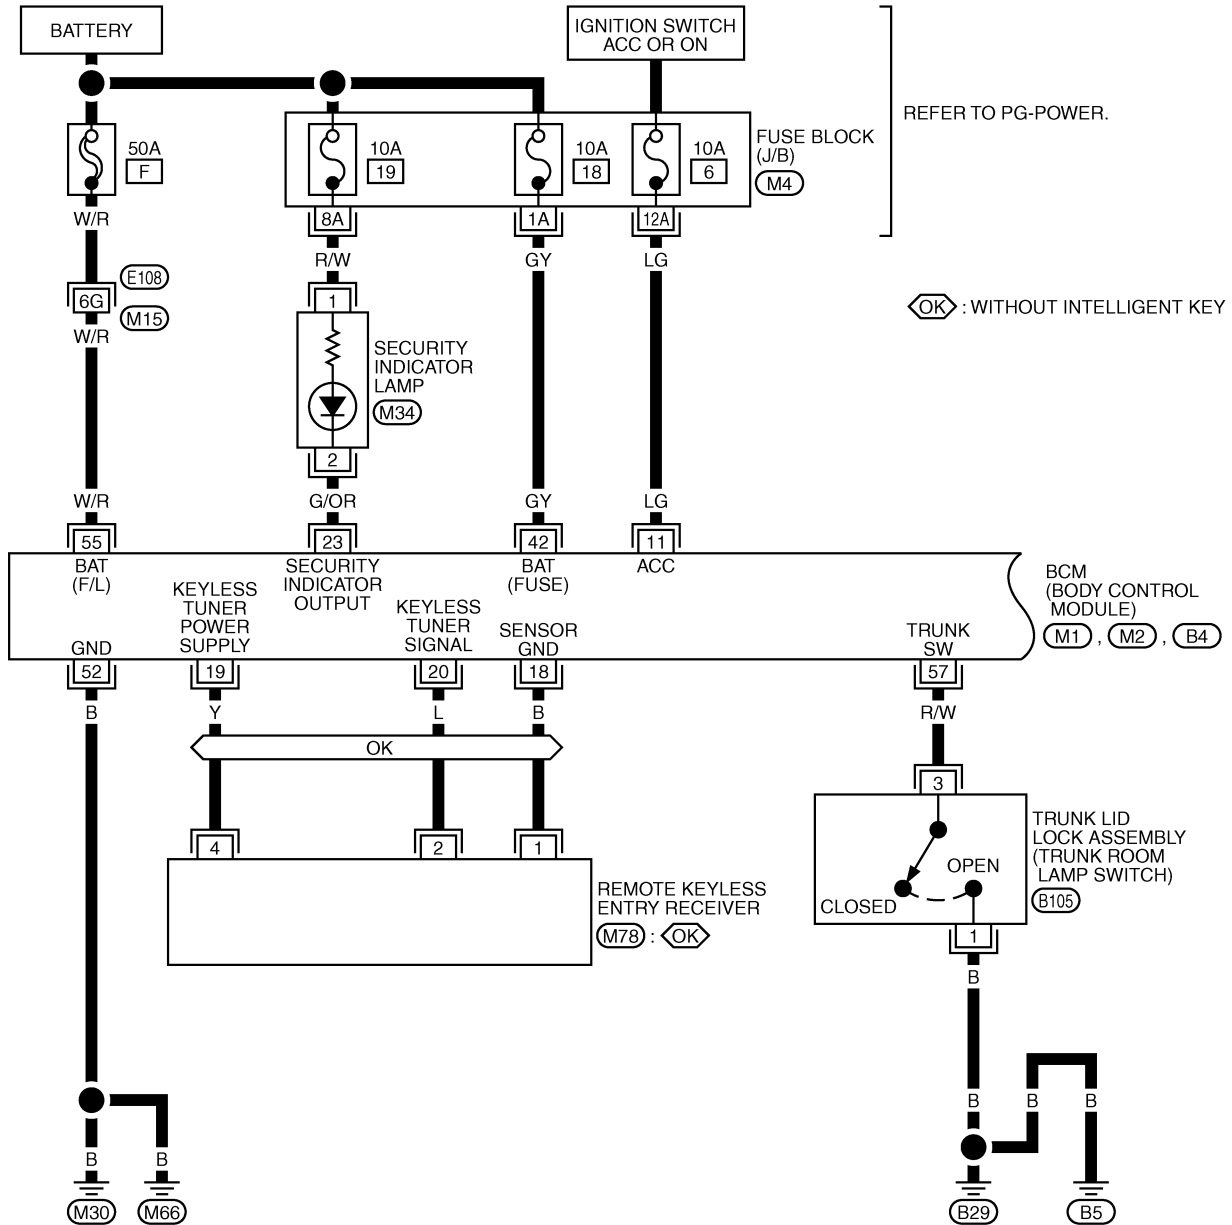 BATTERY
IGNITION SWITCH
ACC OR ON
REFER TO PG-POWER.
50A
F
10A
19
10A
18
10A
6
FUSE BLOCK
(J/B)
M4
W/R
8A
1A
12A
R/W
GY
LG
E108
6G
M15
W/R
1
OK : WITHOUT INTELLIGENT KEY
SECURITY
INDICATOR
LAMP
M34
2
W/R
G/OR
GY
LG
55
23
42
11
BAT
(F/L)
SECURITY
INDICATOR
OUTPUT
BAT
(FUSE)
ACC
BCM
(BODY CONTROL
MODULE)
M1 , M2 , B4
KEYLESS
TUNER
POWER
SUPPLY
KEYLESS
TUNER
SIGNAL
SENSOR
GND
TRUNK
SW
GND
52
19
20
18
57
B
Y
L
B
R/W
OK
3
4
2
1
TRUNK LID
LOCK ASSEMBLY
(TRUNK ROOM
LAMP SWITCH)
B105
OPEN
CLOSED
REMOTE KEYLESS
ENTRY RECEIVER
M78 : OK
1
B
B
B
B
B
B
M30
M66
B29
B5